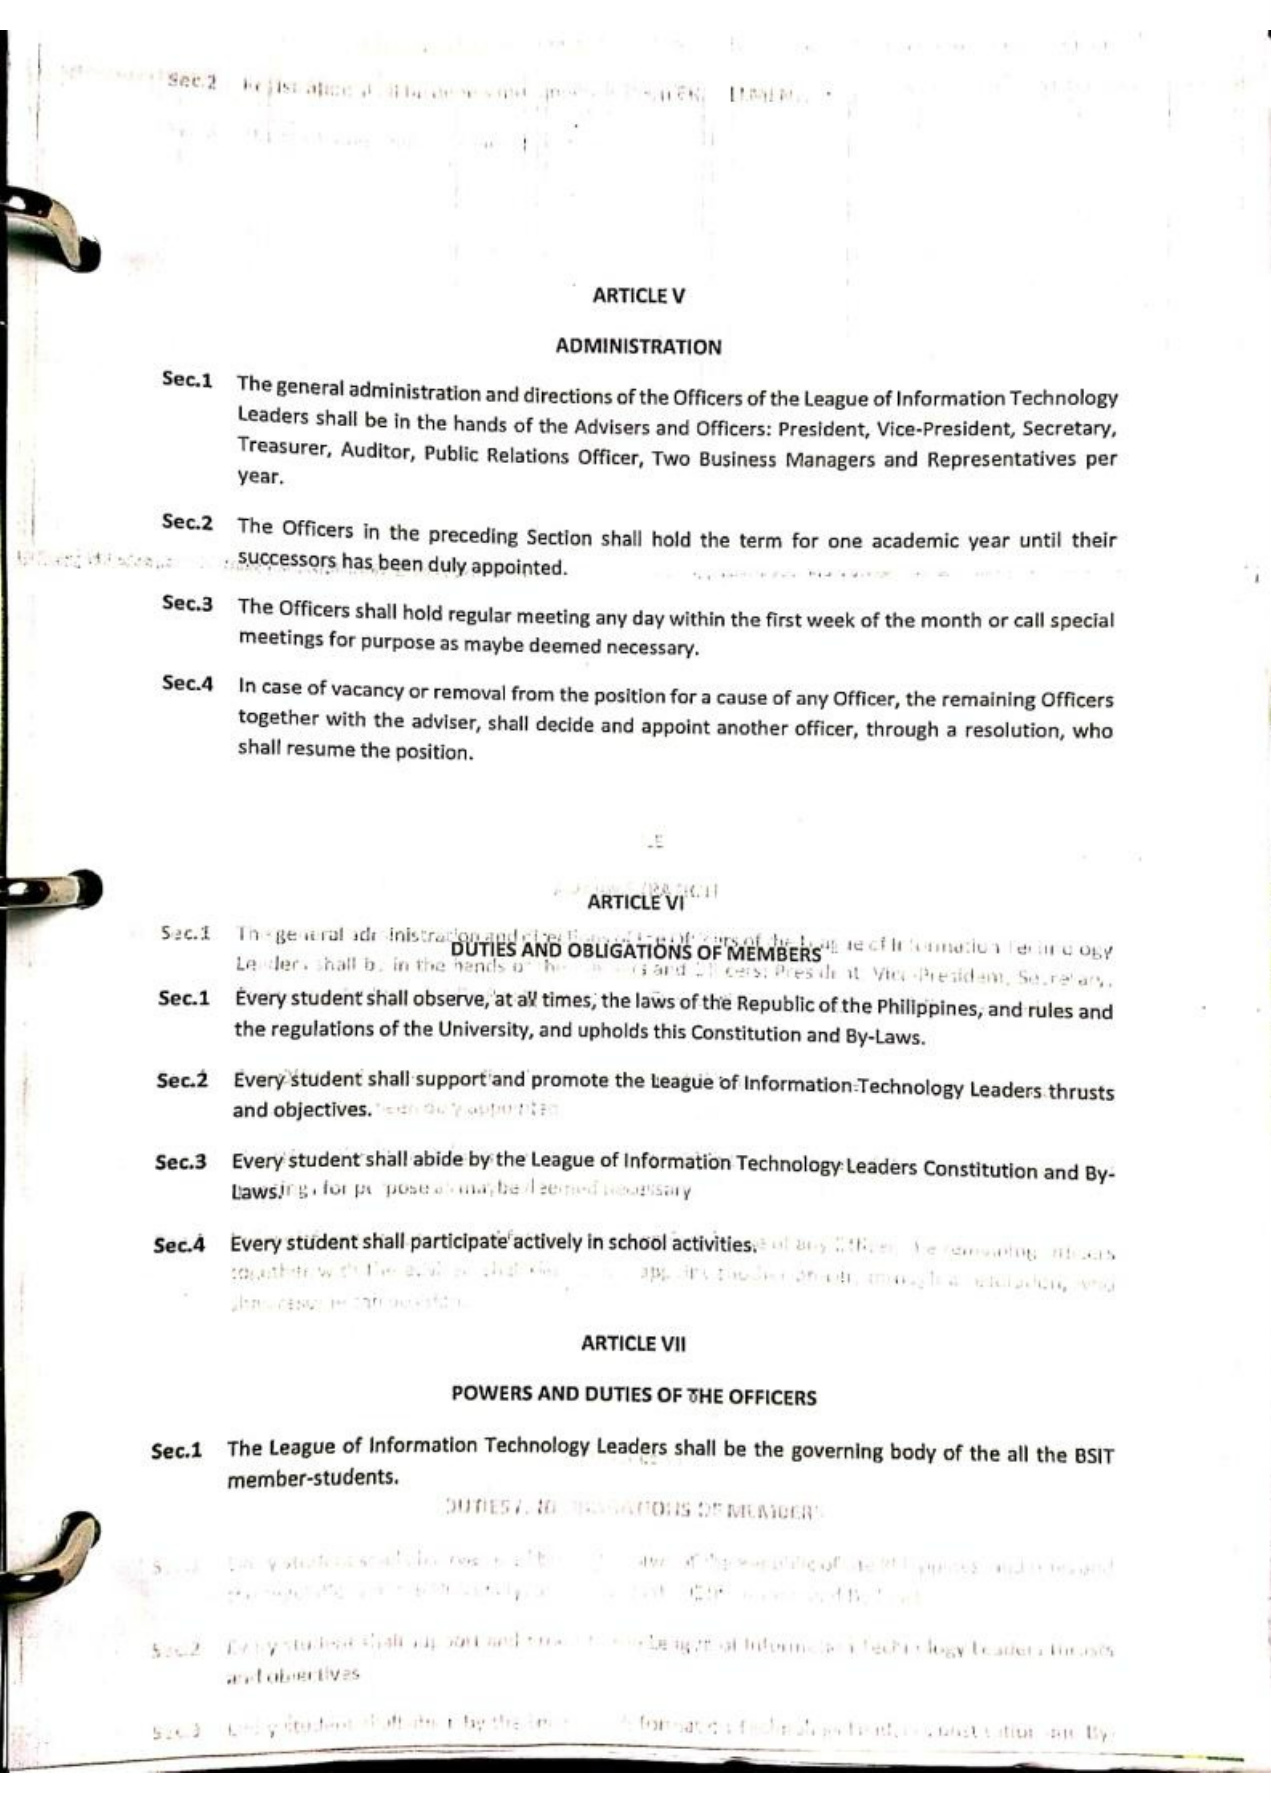 Sec.2
ARTICLE V
ADMINISTRATION
Sec.1 The general administration and directions of the Officers of the League of Information Technology
Leaders shall be in the hands of the Advisers and Officers: President, Vice-President, Secretary,
Treasurer, Auditor, Public Relations Officer, Two Business Managers and Representatives per
year.
Sec.2 The Officers in the preceding Section shall hold the term for one academic year until their
successors has been duly appointed.
Sec.3 The Officers shall hold regular meeting any day within the first week of the month or call special
meetings for purpose as maybe deemed necessary.
Sec.4 In case of vacancy or removal from the position for a cause of any Officer, the remaining Officers
together with the adviser, shall decide and appoint another officer, through a resolution, who
shall resume the position.
ARTICLE VI
DUTIES AND OBLIGATIONS OF MEMBERS
Sec.1 Every student shall observe, at all times, the laws of the Republic of the Philippines, and rules and
the regulations of the University, and upholds this Constitution and By-Laws.
Sec.2 Every student shall support and promote the League of Information Technology Leaders thrusts
and objectives.
Sec.3 Every student shall abide by the League of Information Technology Leaders Constitution and By-
Laws.
Sec.4 Every student shall participate actively in school activities.
ARTICLE VII
POWERS AND DUTIES OF THE OFFICERS
Sec.1 The League of Information Technology Leaders shall be the governing body of the all the BSIT
member-students.